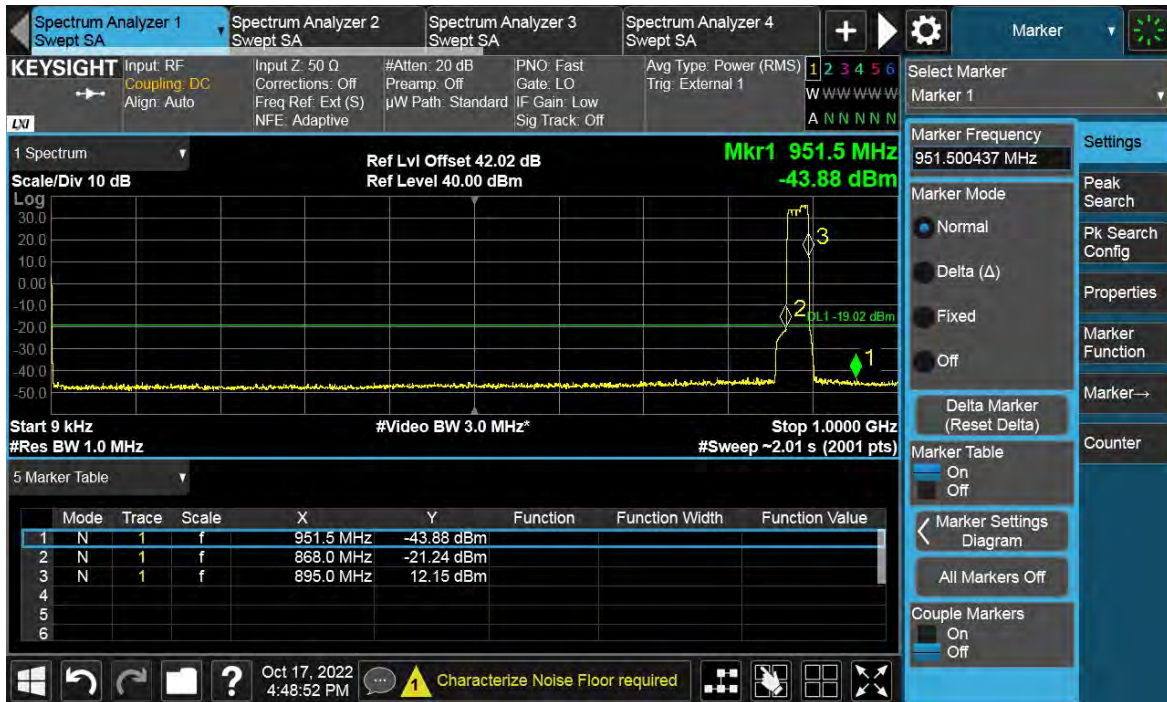 Spectrum Analyzer 1
Swept SA
Spectrum Analyzer 2
Swept SA
Spectrum Analyzer 3
Swept SA
Spectrum Analyzer 4
Swept SA
+
Marker
KEYSIGHT
LXI
Input: RF
Coupling: DC
Align: Auto
Input Z: 50 Ω
Corrections: Off
Freq Ref: Ext (S)
NFE: Adaptive
#Atten: 20 dB
Preamp: Off
µW Path: Standard
PNO: Fast
Gate: LO
IF Gain: Low
Sig Track: Off
Avg Type: Power (RMS)
Trig: External 1
1 2 3 4 5 6
W W W W W W
A N N N N N
Select Marker
Marker 1
1 Spectrum
Scale/Div 10 dB
Ref Lvl Offset 42.02 dB
Ref Level 40.00 dBm
Mkr1 951.5 MHz
-43.88 dBm
Log
30.0
20.0
10.0
0.00
-10.0
-20.0
-30.0
-40.0
-50.0
3
2
DL1 -19.02 dBm
1
Start 9 kHz
#Res BW 1.0 MHz
#Video BW 3.0 MHz*
Stop 1.0000 GHz
#Sweep ~2.01 s (2001 pts)
5 Marker Table
Mode Trace Scale X Y Function Function Width Function Value
1 N 1 f 951.5 MHz -43.88 dBm
2 N 1 f 868.0 MHz -21.24 dBm
3 N 1 f 895.0 MHz 12.15 dBm
4
5
6
Marker Frequency
951.500437 MHz
Marker Mode
Normal
Delta (Δ)
Fixed
Off
Delta Marker
(Reset Delta)
Marker Table
On
Off
Marker Settings
Diagram
All Markers Off
Couple Markers
On
Off
Settings
Peak
Search
Pk Search
Config
Properties
Marker
Function
Marker→
Counter
?
Oct 17, 2022
4:48:52 PM
1
Characterize Noise Floor required